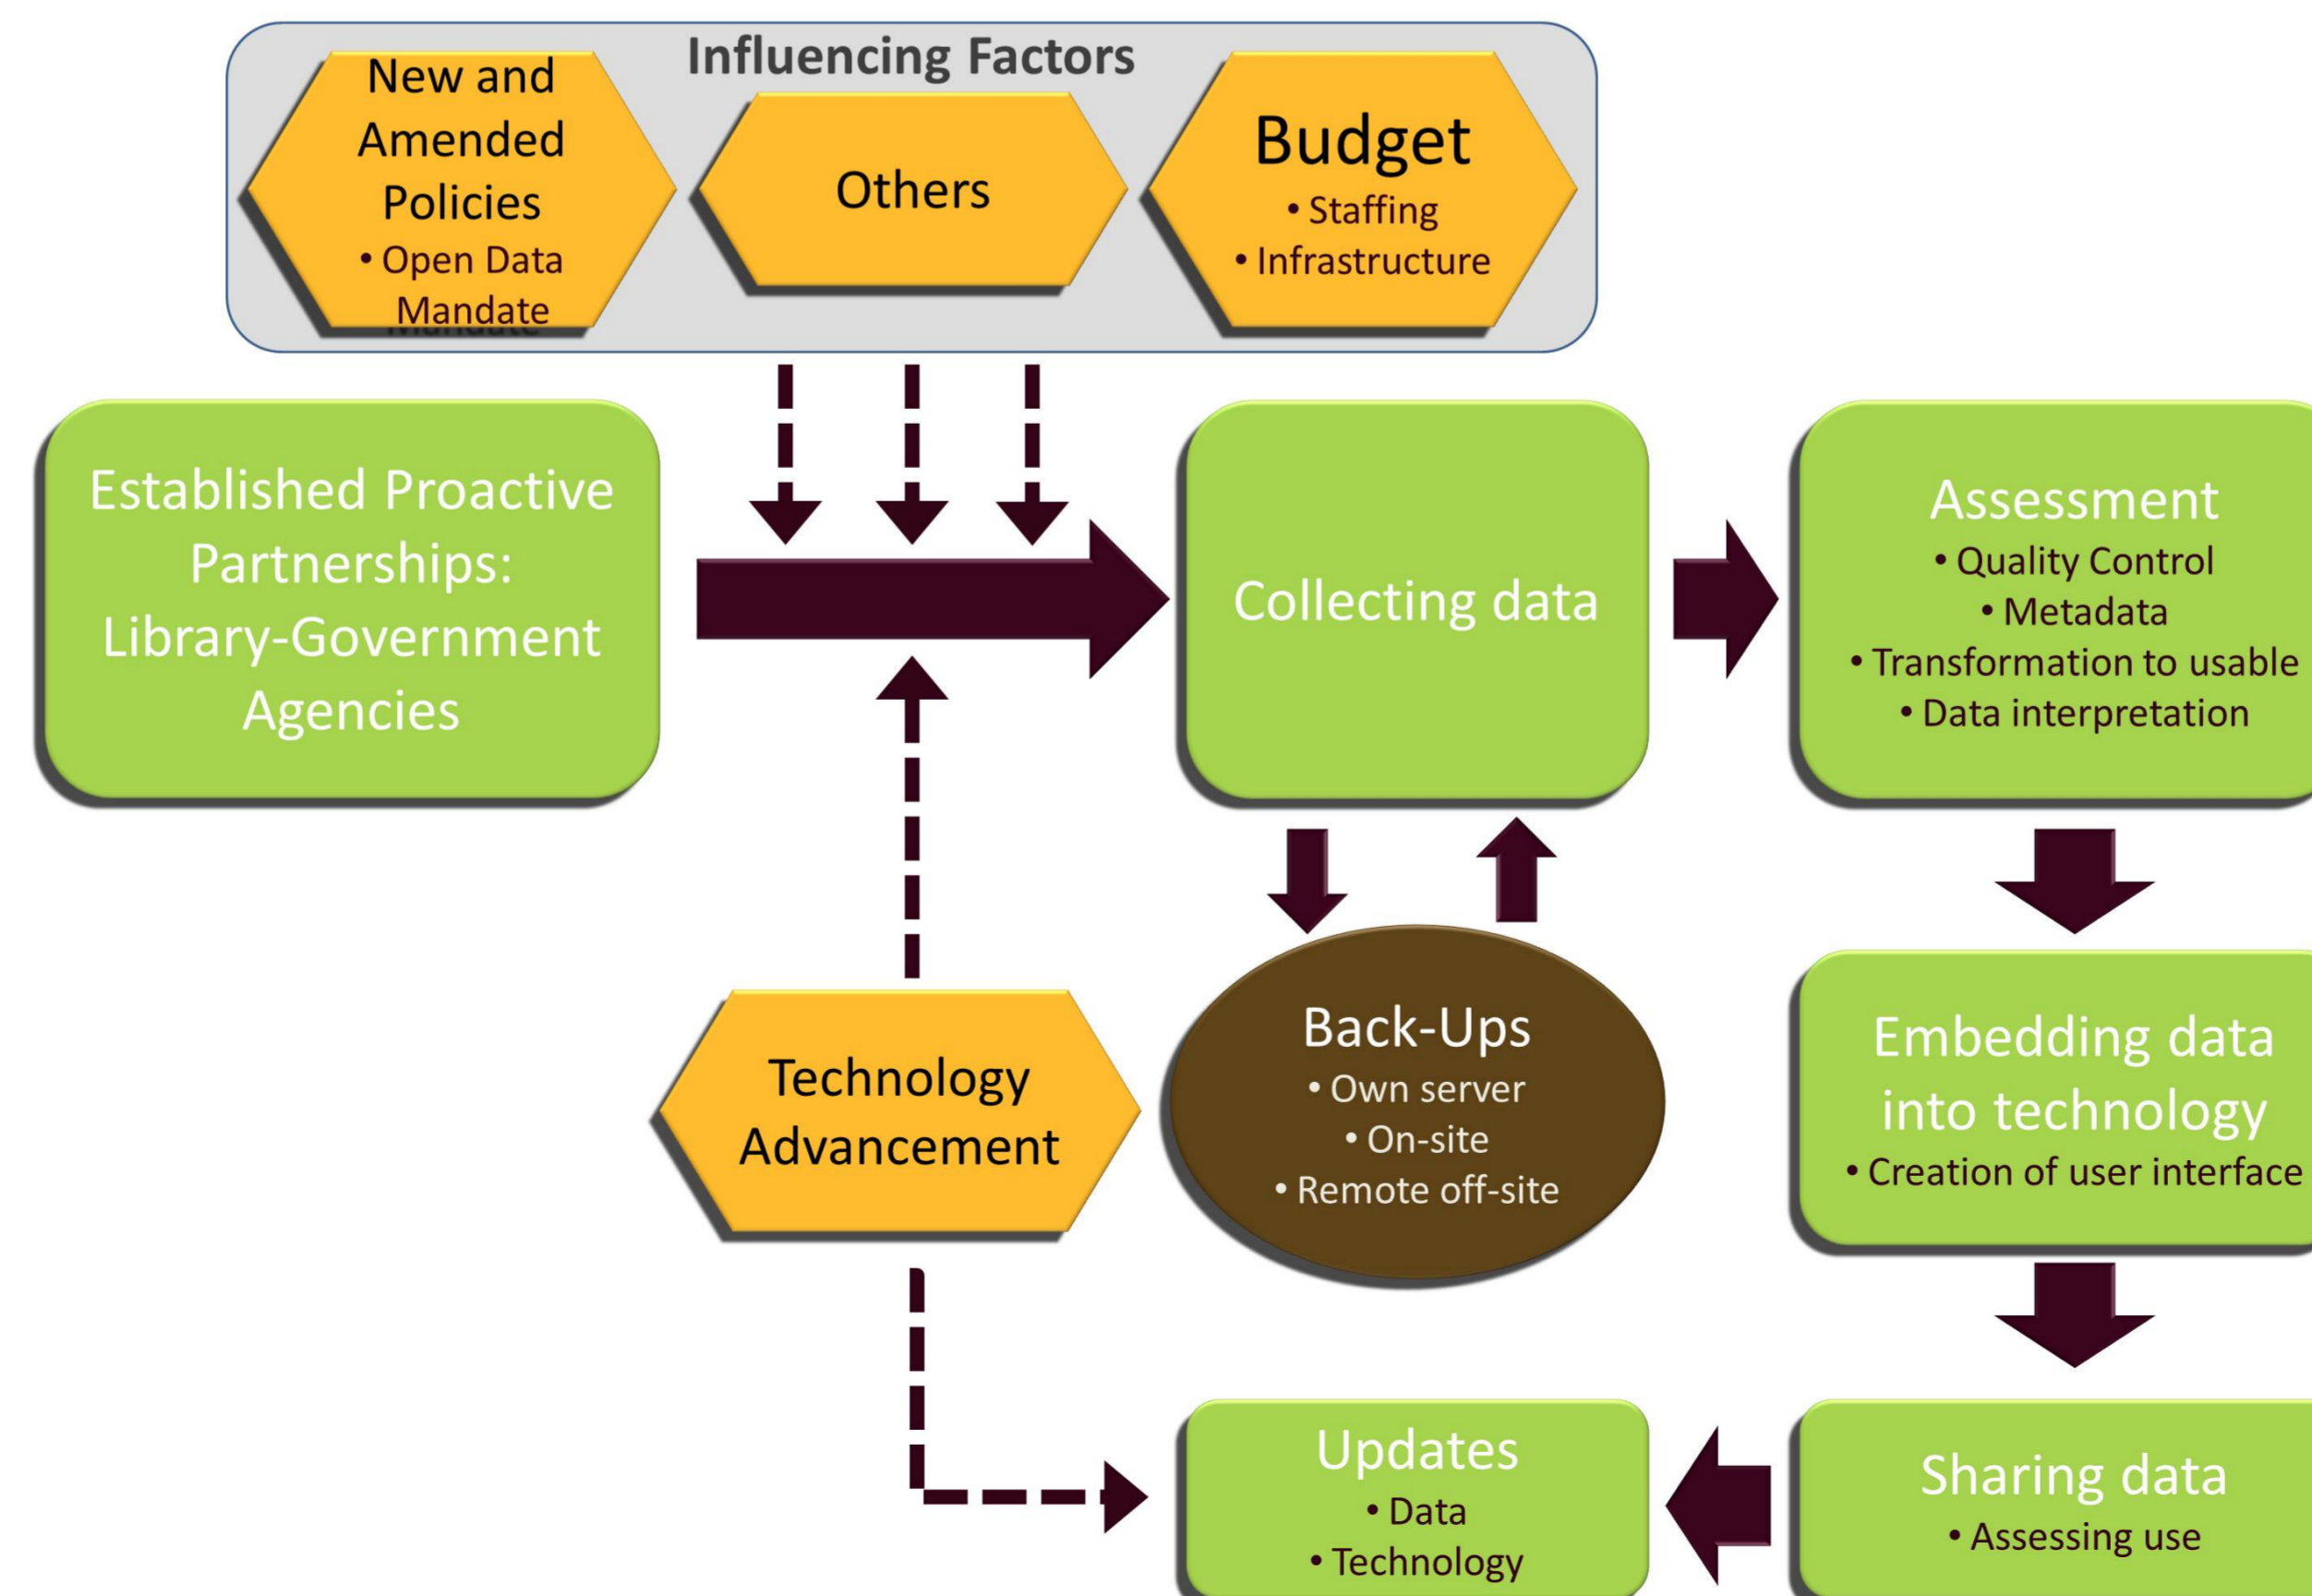 Influencing Factors
New and
Amended
Policies
• Open Data
Mandate
Others
Budget
• Staffing
• Infrastructure
Established Proactive
Partnerships:
Library-Government
Agencies
Collecting data
Assessment
• Quality Control
• Metadata
• Transformation to usable
• Data interpretation
Technology
Advancement
Back-Ups
• Own server
• On-site
• Remote off-site
Embedding data
into technology
• Creation of user interface
Updates
• Data
• Technology
Sharing data
• Assessing use